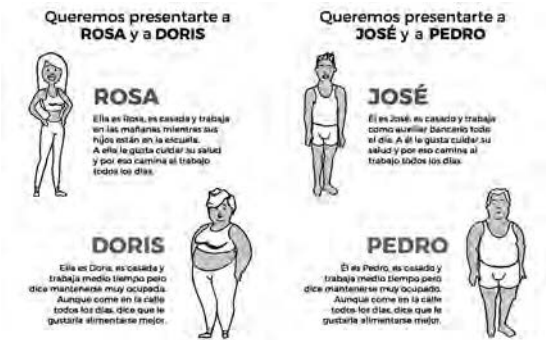 Queremos presentarte a
ROSA y a DORIS
ROSA
Ella es Rosa, es casada y trabaja
en las mañanas mientras sus
hijos están en la escuela.
A ella le gusta cuidar su salud
y por eso camina al trabajo
todos los días.
DORIS
Ella es Doris, es casada y
trabaja medio tiempo pero
dice mantenerse muy ocupada.
Aunque come en la calle
todos los días, dice que le
gustaría alimentarse mejor.
Queremos presentarte a
JOSÉ y a PEDRO
JOSÉ
Él es José, es casado y trabaja
como auxiliar bancario todo
el día. A él le gusta cuidar su
salud y por eso camina al
trabajo todos los días.
PEDRO
Él es Pedro, es casado y
trabaja medio tiempo pero
dice mantenerse muy ocupado.
Aunque come en la calle
todos los días, dice que le
gustaría alimentarse mejor.